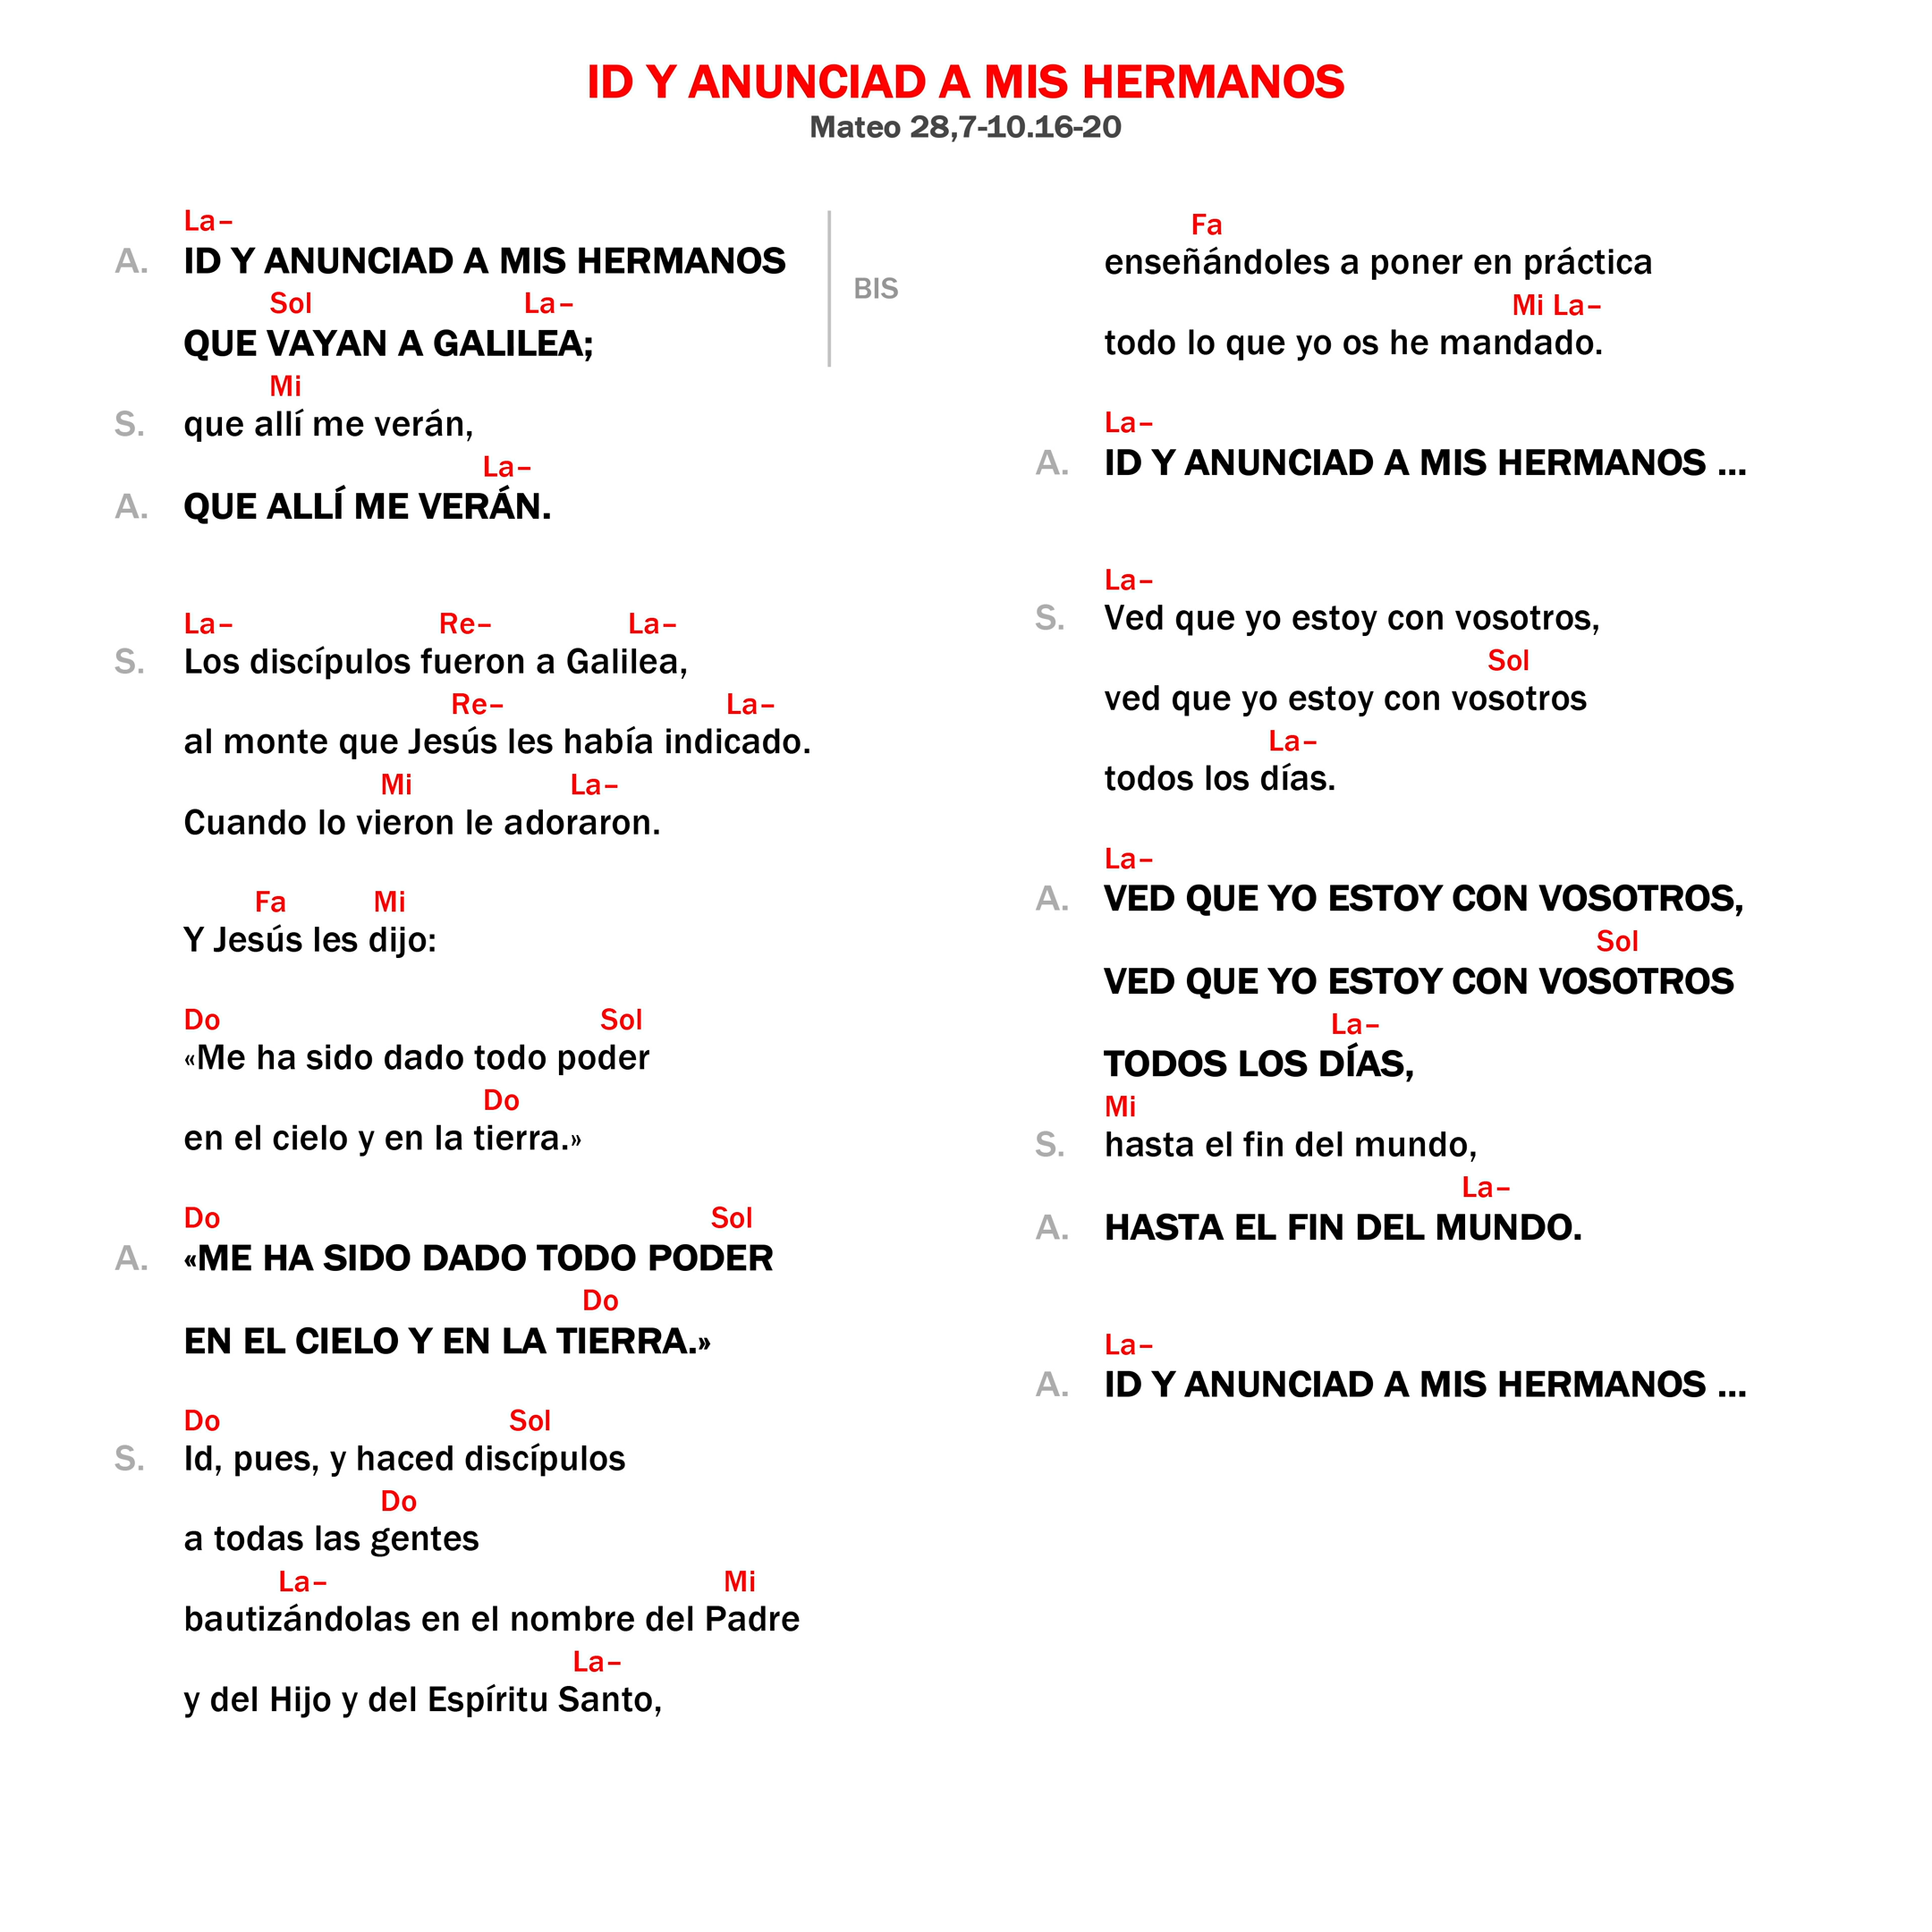 ID Y ANUNCIAD A MIS HERMANOS
Mateo 28,7-10.16-20
La–
A. ID Y ANUNCIAD A MIS HERMANOS
BIS
Sol La–
QUE VAYAN A GALILEA;
Mi
S. que allí me verán,
La–
A. QUE ALLÍ ME VERÁN.
La– Re– La–
S. Los discípulos fueron a Galilea,
Re– La–
al monte que Jesús les había indicado.
Mi La–
Cuando lo vieron le adoraron.
Fa Mi
Y Jesús les dijo:
Do Sol
«Me ha sido dado todo poder
Do
en el cielo y en la tierra.»
Do Sol
A. «ME HA SIDO DADO TODO PODER
Do
EN EL CIELO Y EN LA TIERRA.»
Do Sol
S. Id, pues, y haced discípulos
Do
a todas las gentes
La– Mi
bautizándolas en el nombre del Padre
La–
y del Hijo y del Espíritu Santo,
Fa
enseñándoles a poner en práctica
Mi La–
todo lo que yo os he mandado.
La–
A. ID Y ANUNCIAD A MIS HERMANOS ...
La–
S. Ved que yo estoy con vosotros,
Sol
ved que yo estoy con vosotros
La–
todos los días.
La–
A. VED QUE YO ESTOY CON VOSOTROS,
Sol
VED QUE YO ESTOY CON VOSOTROS
La–
TODOS LOS DÍAS,
Mi
S. hasta el fin del mundo,
La–
A. HASTA EL FIN DEL MUNDO.
La–
A. ID Y ANUNCIAD A MIS HERMANOS ...